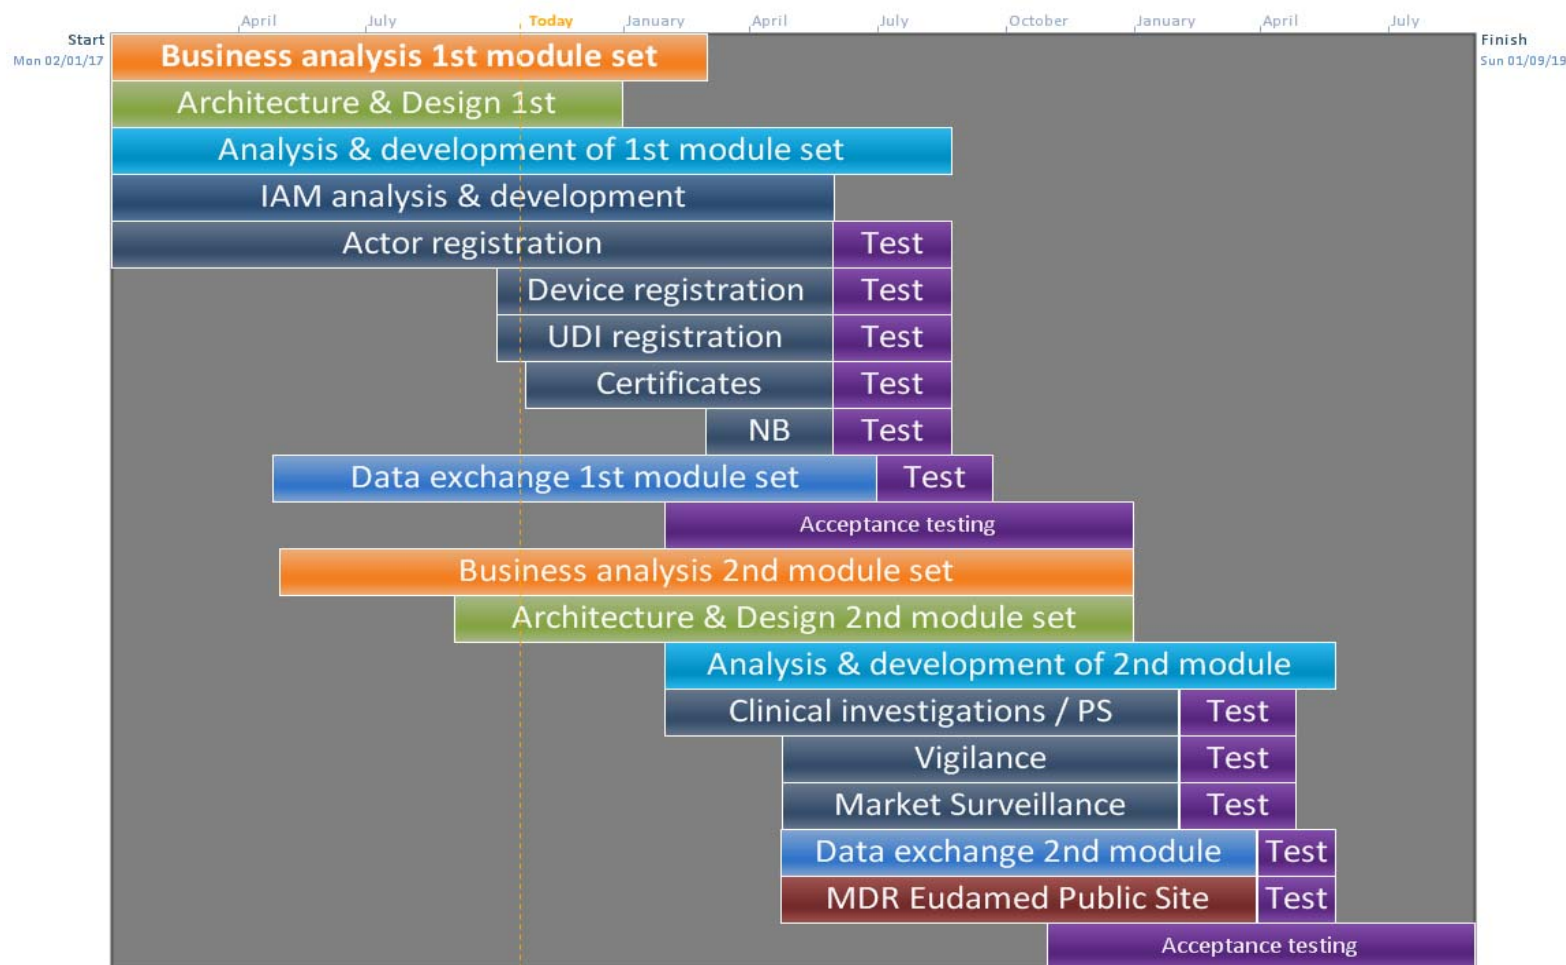 April July Today January April July October January April July
Start
Mon 02/01/17
Finish
Sun 01/09/19
Business analysis 1st module set
Architecture & Design 1st
Analysis & development of 1st module set
IAM analysis & development
Actor registration Test
Device registration Test
UDI registration Test
Certificates Test
NB Test
Data exchange 1st module set Test
Acceptance testing
Business analysis 2nd module set
Architecture & Design 2nd module set
Analysis & development of 2nd module
Clinical investigations / PS Test
Vigilance Test
Market Surveillance Test
Data exchange 2nd module Test
MDR Eudamed Public Site Test
Acceptance testing